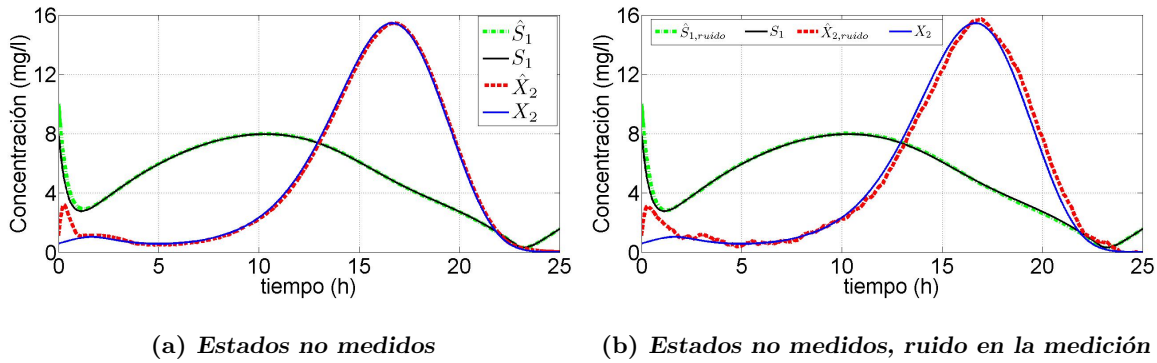 16
12
8
4
0
Concentración (mg/l)
0 5 10 15 20 25
tiempo (h)
Ŝ₁
S₁
X̂₂
X₂
(a) Estados no medidos
16
12
8
4
0
Concentración (mg/l)
0 5 10 15 20 25
tiempo (h)
Ŝ₁,ruido S₁ X̂₂,ruido X₂
(b) Estados no medidos, ruido en la medición